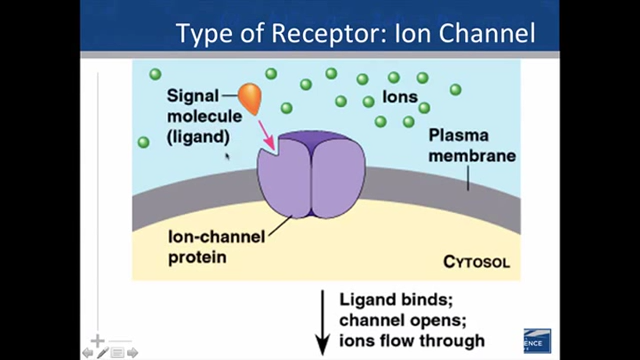 Type of Receptor: Ion Channel
Signal
molecule
(ligand)
Ions
Plasma
membrane
Ion-channel
protein
CYTOSOL
Ligand binds;
channel opens;
ions flow through